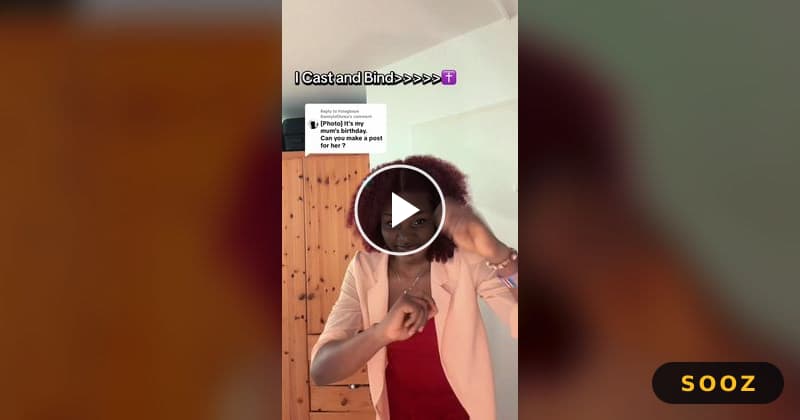 I Cast and Bind>>>>>✝️
[Photo] It's my
mum's birthday.
Can you make a post
for her ?
SOOZ